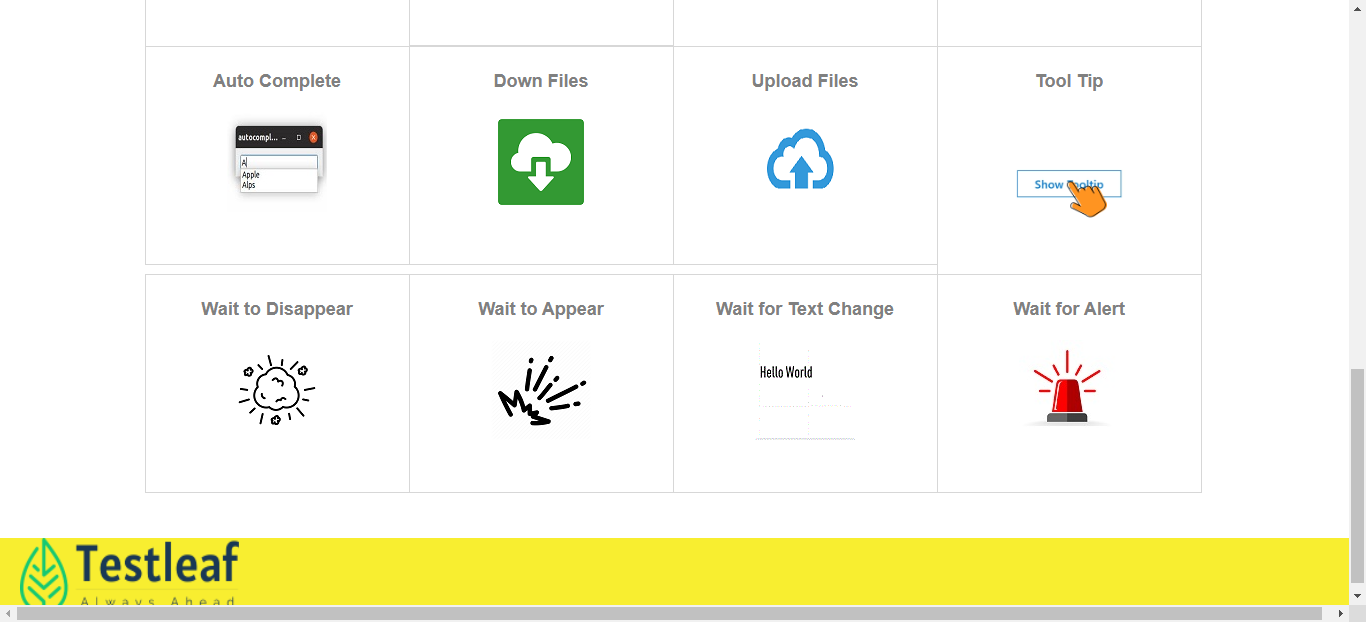 Auto Complete
Down Files
Upload Files
Tool Tip
autocompl...
A
Apple
Alps
Show Tooltip
Wait to Disappear
Wait to Appear
Wait for Text Change
Wait for Alert
Hello World
Testleaf
Always Ahead